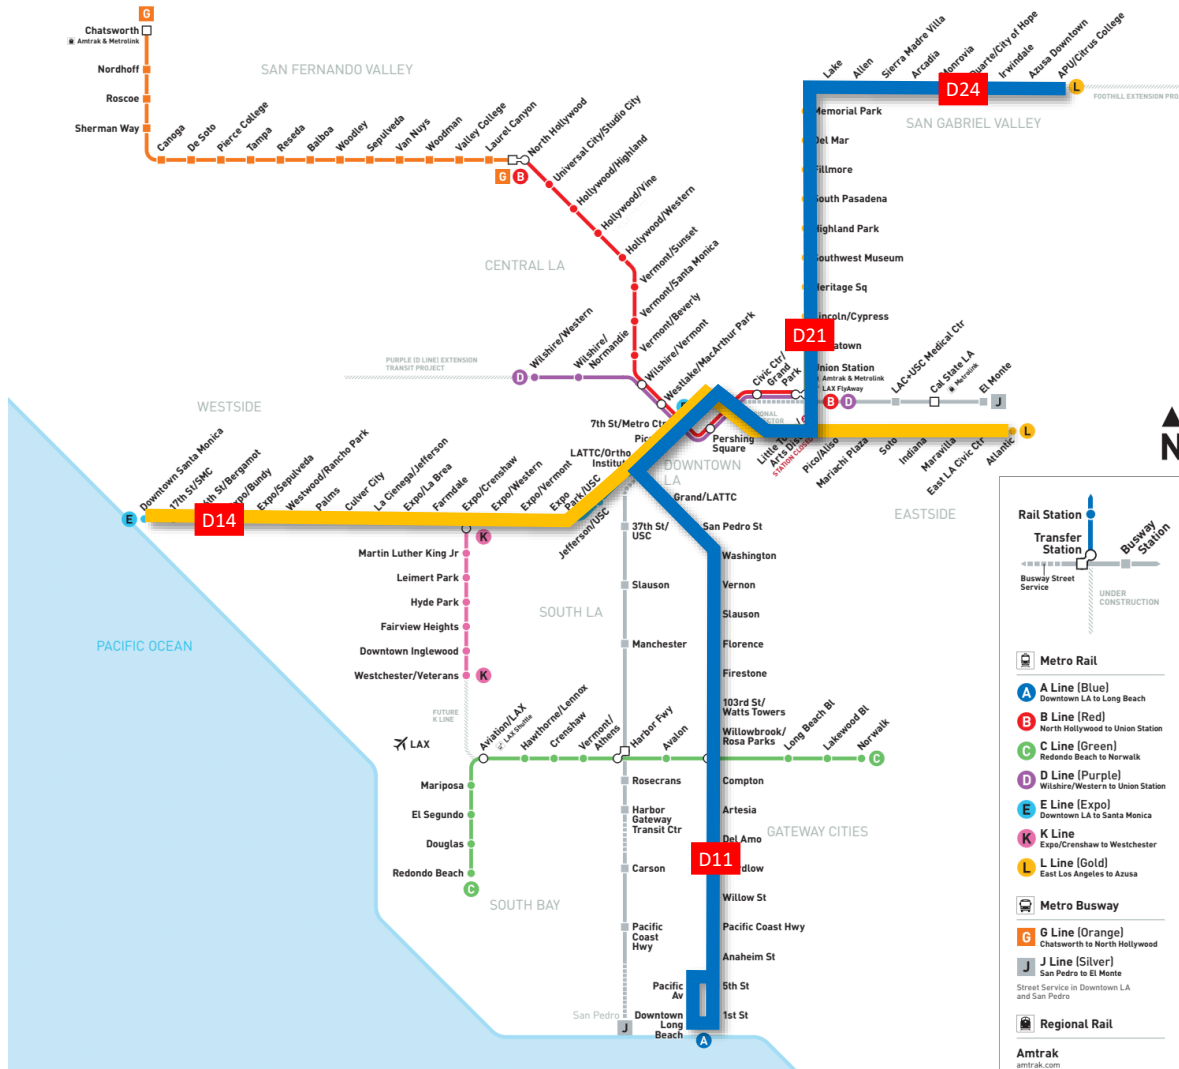 G
Chatsworth
Amtrak & Metrolink
Nordhoff
Roscoe
Sherman Way
SAN FERNANDO VALLEY
Canoga
De Soto
Pierce College
Tampa
Reseda
Balboa
Woodley
Sepulveda
Van Nuys
Woodman
Valley College
Laurel Canyon
North Hollywood
G
B
Universal City/Studio City
Hollywood/Highland
Hollywood/Vine
Hollywood/Western
Vermont/Sunset
Vermont/Santa Monica
Vermont/Beverly
Wilshire/Vermont
Westlake/MacArthur Park
CENTRAL LA
Lake
Allen
Sierra Madre Villa
Arcadia
Monrovia
Duarte/City of Hope
Irwindale
Azusa Downtown
APU/Citrus College
D24
L
FOOTHILL EXTENSION PRO
SAN GABRIEL VALLEY
Memorial Park
Del Mar
Fillmore
South Pasadena
Highland Park
Southwest Museum
Heritage Sq
Lincoln/Cypress
D21
Union Station
Amtrak & Metrolink
LAX FlyAway
B
D
LAC+USC Medical Ctr
Cal State LA
Metrolink
El Monte
J
PURPLE (D LINE) EXTENSION
TRANSIT PROJECT
D
Wilshire/Western
Wilshire/
Normandie
Civic Ctr/
Grand
Park
7th St/Metro Ctr
Pico
LATTC/Ortho
Institute
Pershing
Square
DOWNTOWN
LA
STATION CLOSED
Pico/Aliso
Mariachi Plaza
Soto
Indiana
Maravilla
East LA Civic Ctr
Atlantic
L
N
WESTSIDE
E
Downtown Santa Monica
17th St/SMC
D14
Expo/Bundy
Expo/Sepulveda
Westwood/Rancho Park
Palms
Culver City
La Cienega/Jefferson
Expo/La Brea
Farmdale
Expo/Crenshaw
Expo/Western
Expo/Vermont
Expo
Park/USC
Jefferson/USC
Grand/LATTC
37th St/
USC
San Pedro St
EASTSIDE
K
Martin Luther King Jr
Leimert Park
Hyde Park
Fairview Heights
Downtown Inglewood
Westchester/Veterans
K
FUTURE
K LINE
PACIFIC OCEAN
SOUTH LA
Slauson
Manchester
Washington
Vernon
Slauson
Florence
Firestone
103rd St/
Watts Towers
Willowbrook/
Rosa Parks
LAX
Aviation/LAX
LAX Shuttle
Hawthorne/Lennox
Crenshaw
Vermont/
Athens
Harbor Fwy
Avalon
Long Beach Bl
Lakewood Bl
Norwalk
C
Mariposa
El Segundo
Douglas
Redondo Beach
C
SOUTH BAY
Rosecrans
Harbor
Gateway
Transit Ctr
Carson
Pacific
Coast
Hwy
San Pedro
J
Compton
Artesia
Del Amo
D11
GATEWAY CITIES
Willow St
Pacific Coast Hwy
Anaheim St
5th St
1st St
Pacific
Av
Downtown
Long
Beach
A
Rail Station
Transfer
Station
Busway
Station
Busway Street
Service
UNDER
CONSTRUCTION
Metro Rail
A
A Line (Blue)
Downtown LA to Long Beach
B
B Line (Red)
North Hollywood to Union Station
C
C Line (Green)
Redondo Beach to Norwalk
D
D Line (Purple)
Wilshire/Western to Union Station
E
E Line (Expo)
Downtown LA to Santa Monica
K
K Line
Expo/Crenshaw to Westchester
L
L Line (Gold)
East Los Angeles to Azusa
Metro Busway
G
G Line (Orange)
Chatsworth to North Hollywood
J
J Line (Silver)
San Pedro to El Monte
Street Service in Downtown LA
and San Pedro
Regional Rail
Amtrak
amtrak.com